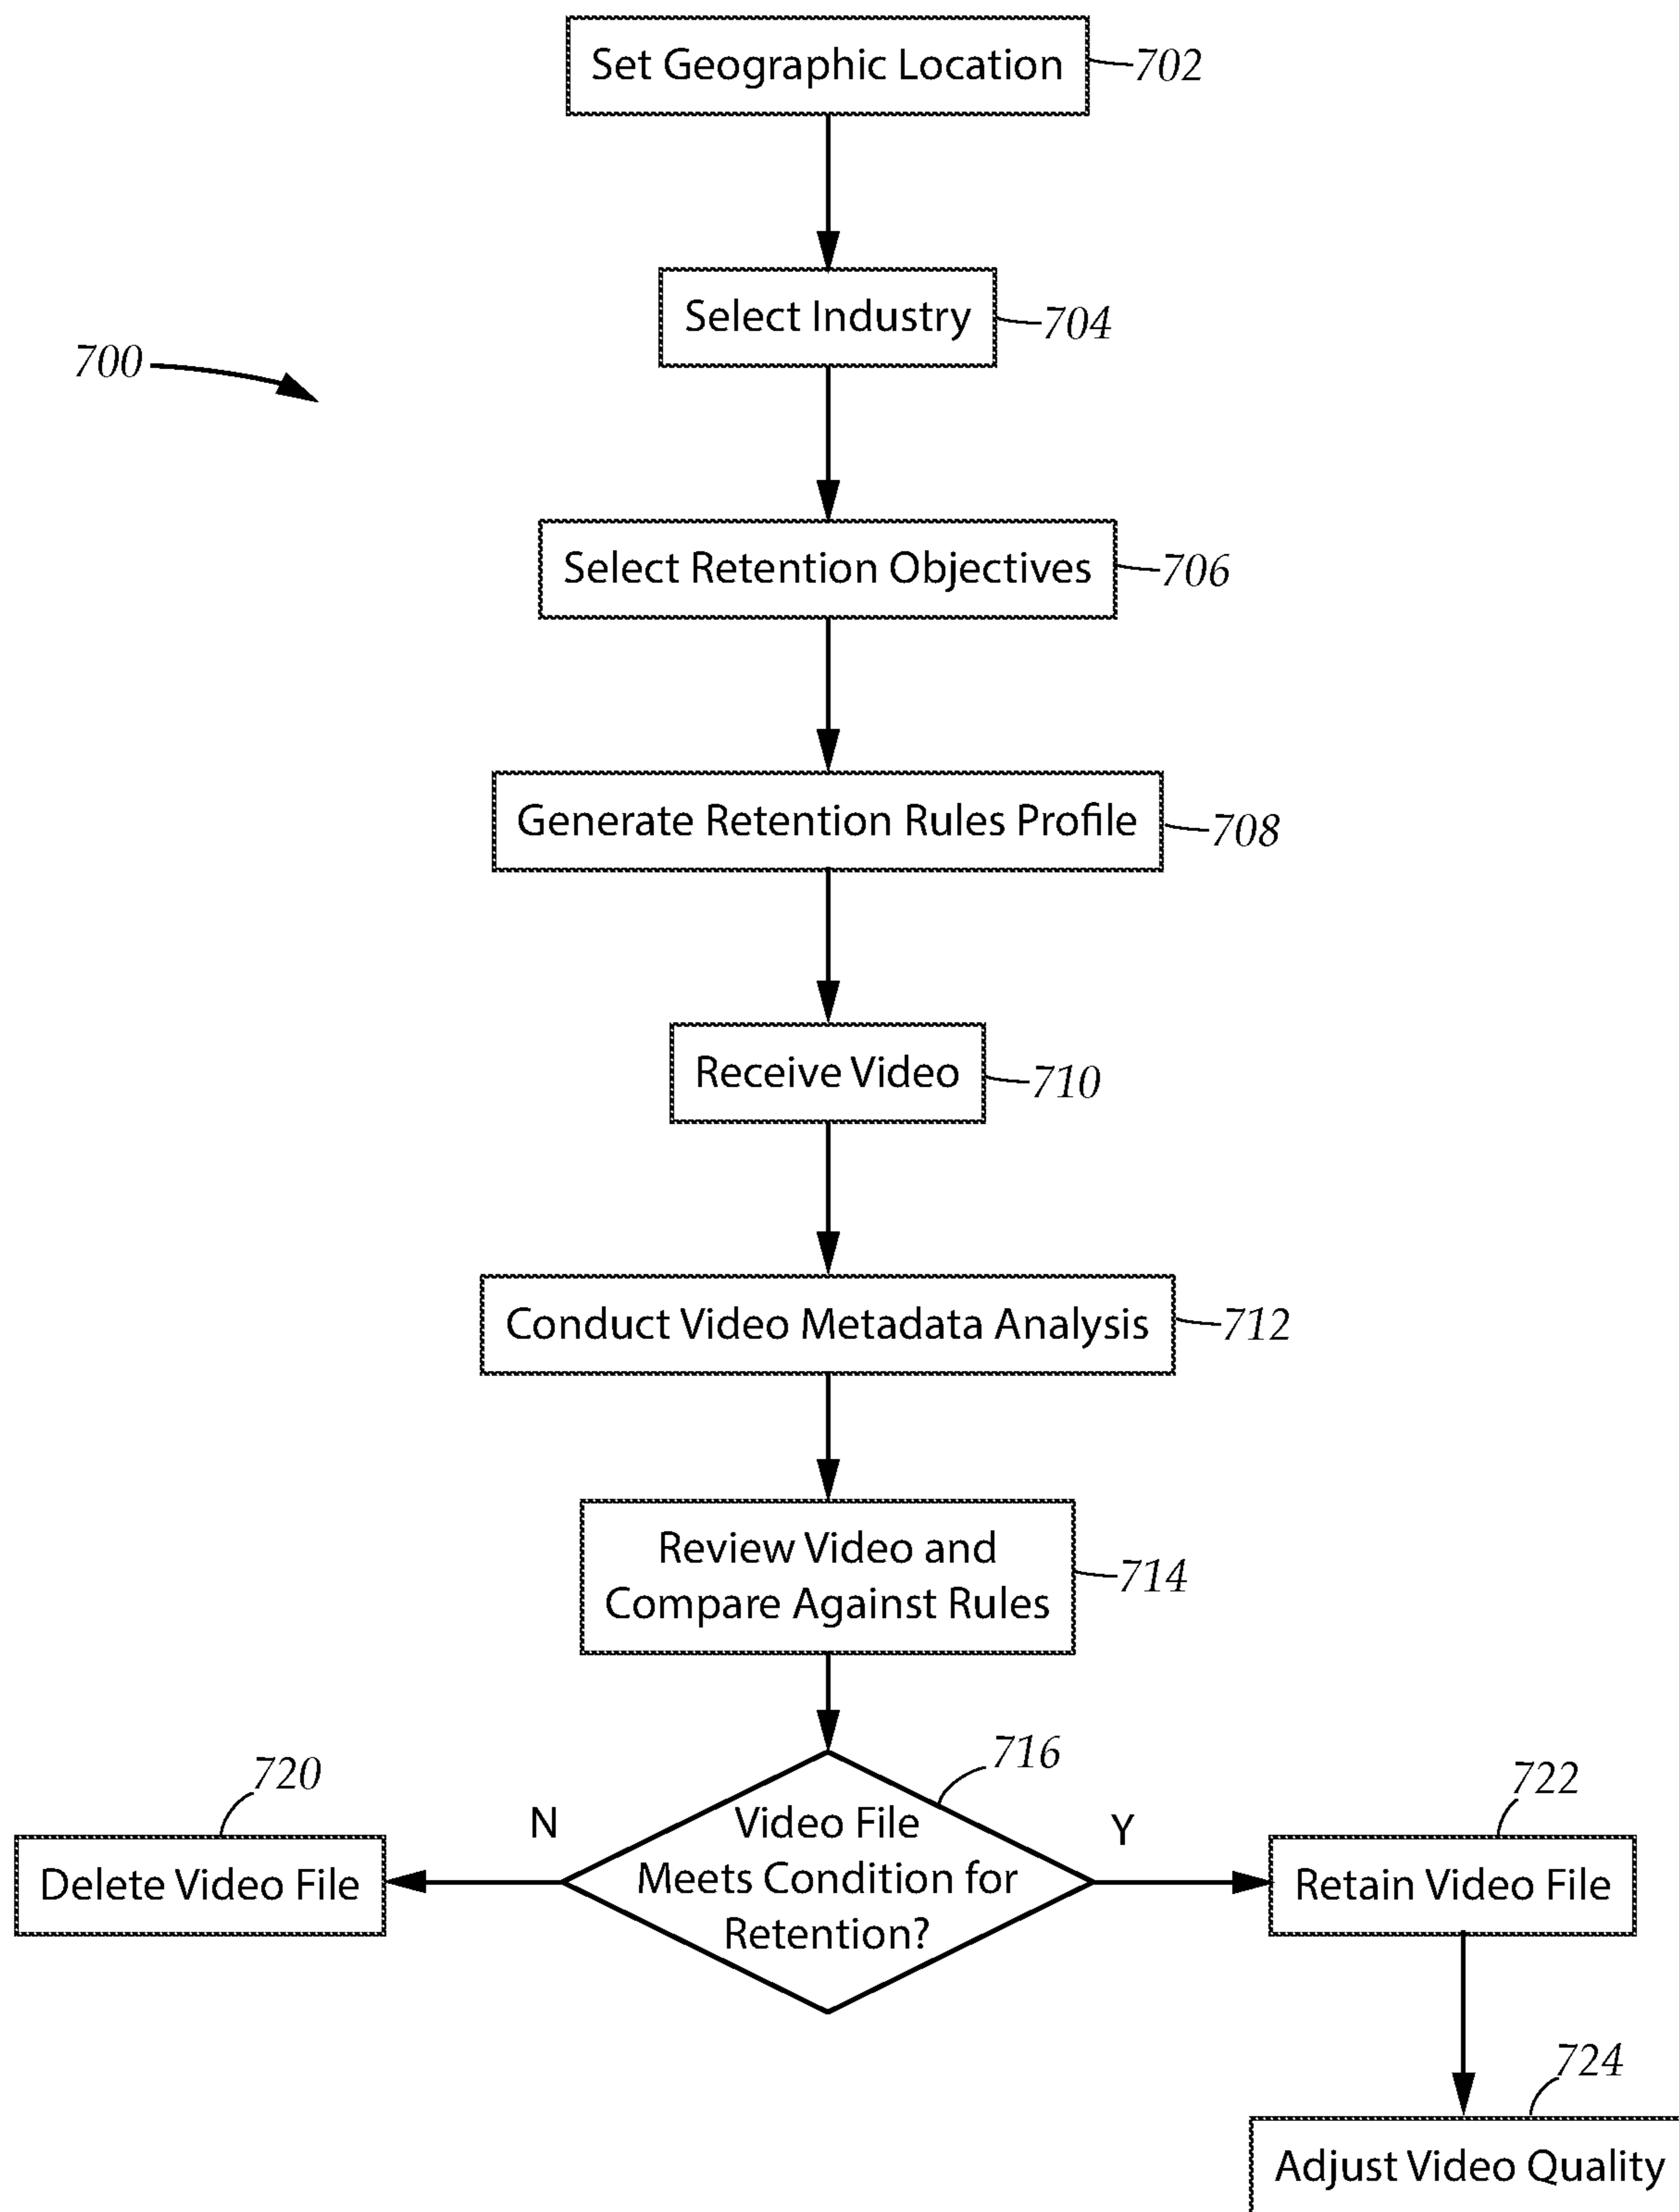 Set Geographic Location
702
Select Industry
704
700
Select Retention Objectives
706
Generate Retention Rules Profile
708
Receive Video
710
Conduct Video Metadata Analysis
712
Review Video and
Compare Against Rules
714
716
720
722
N
Video File
Meets Condition for
Retention?
Y
Delete Video File
Retain Video File
724
Adjust Video Quality